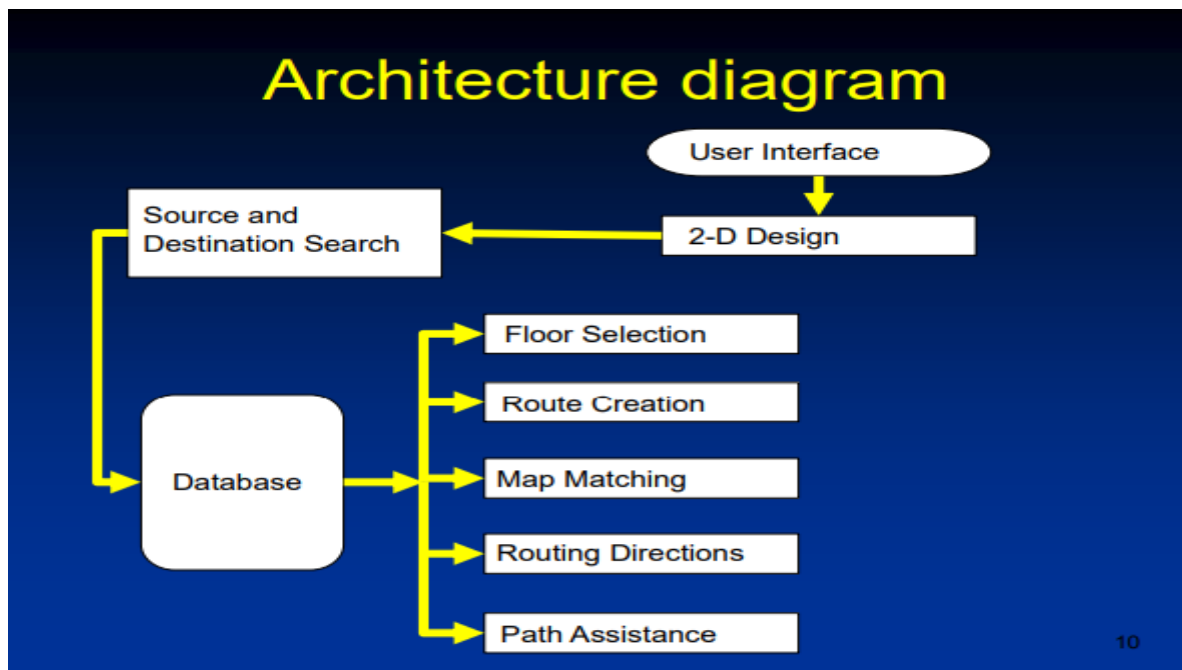 Architecture diagram
User Interface
Source and
Destination Search
2-D Design
Floor Selection
Route Creation
Database
Map Matching
Routing Directions
Path Assistance
10